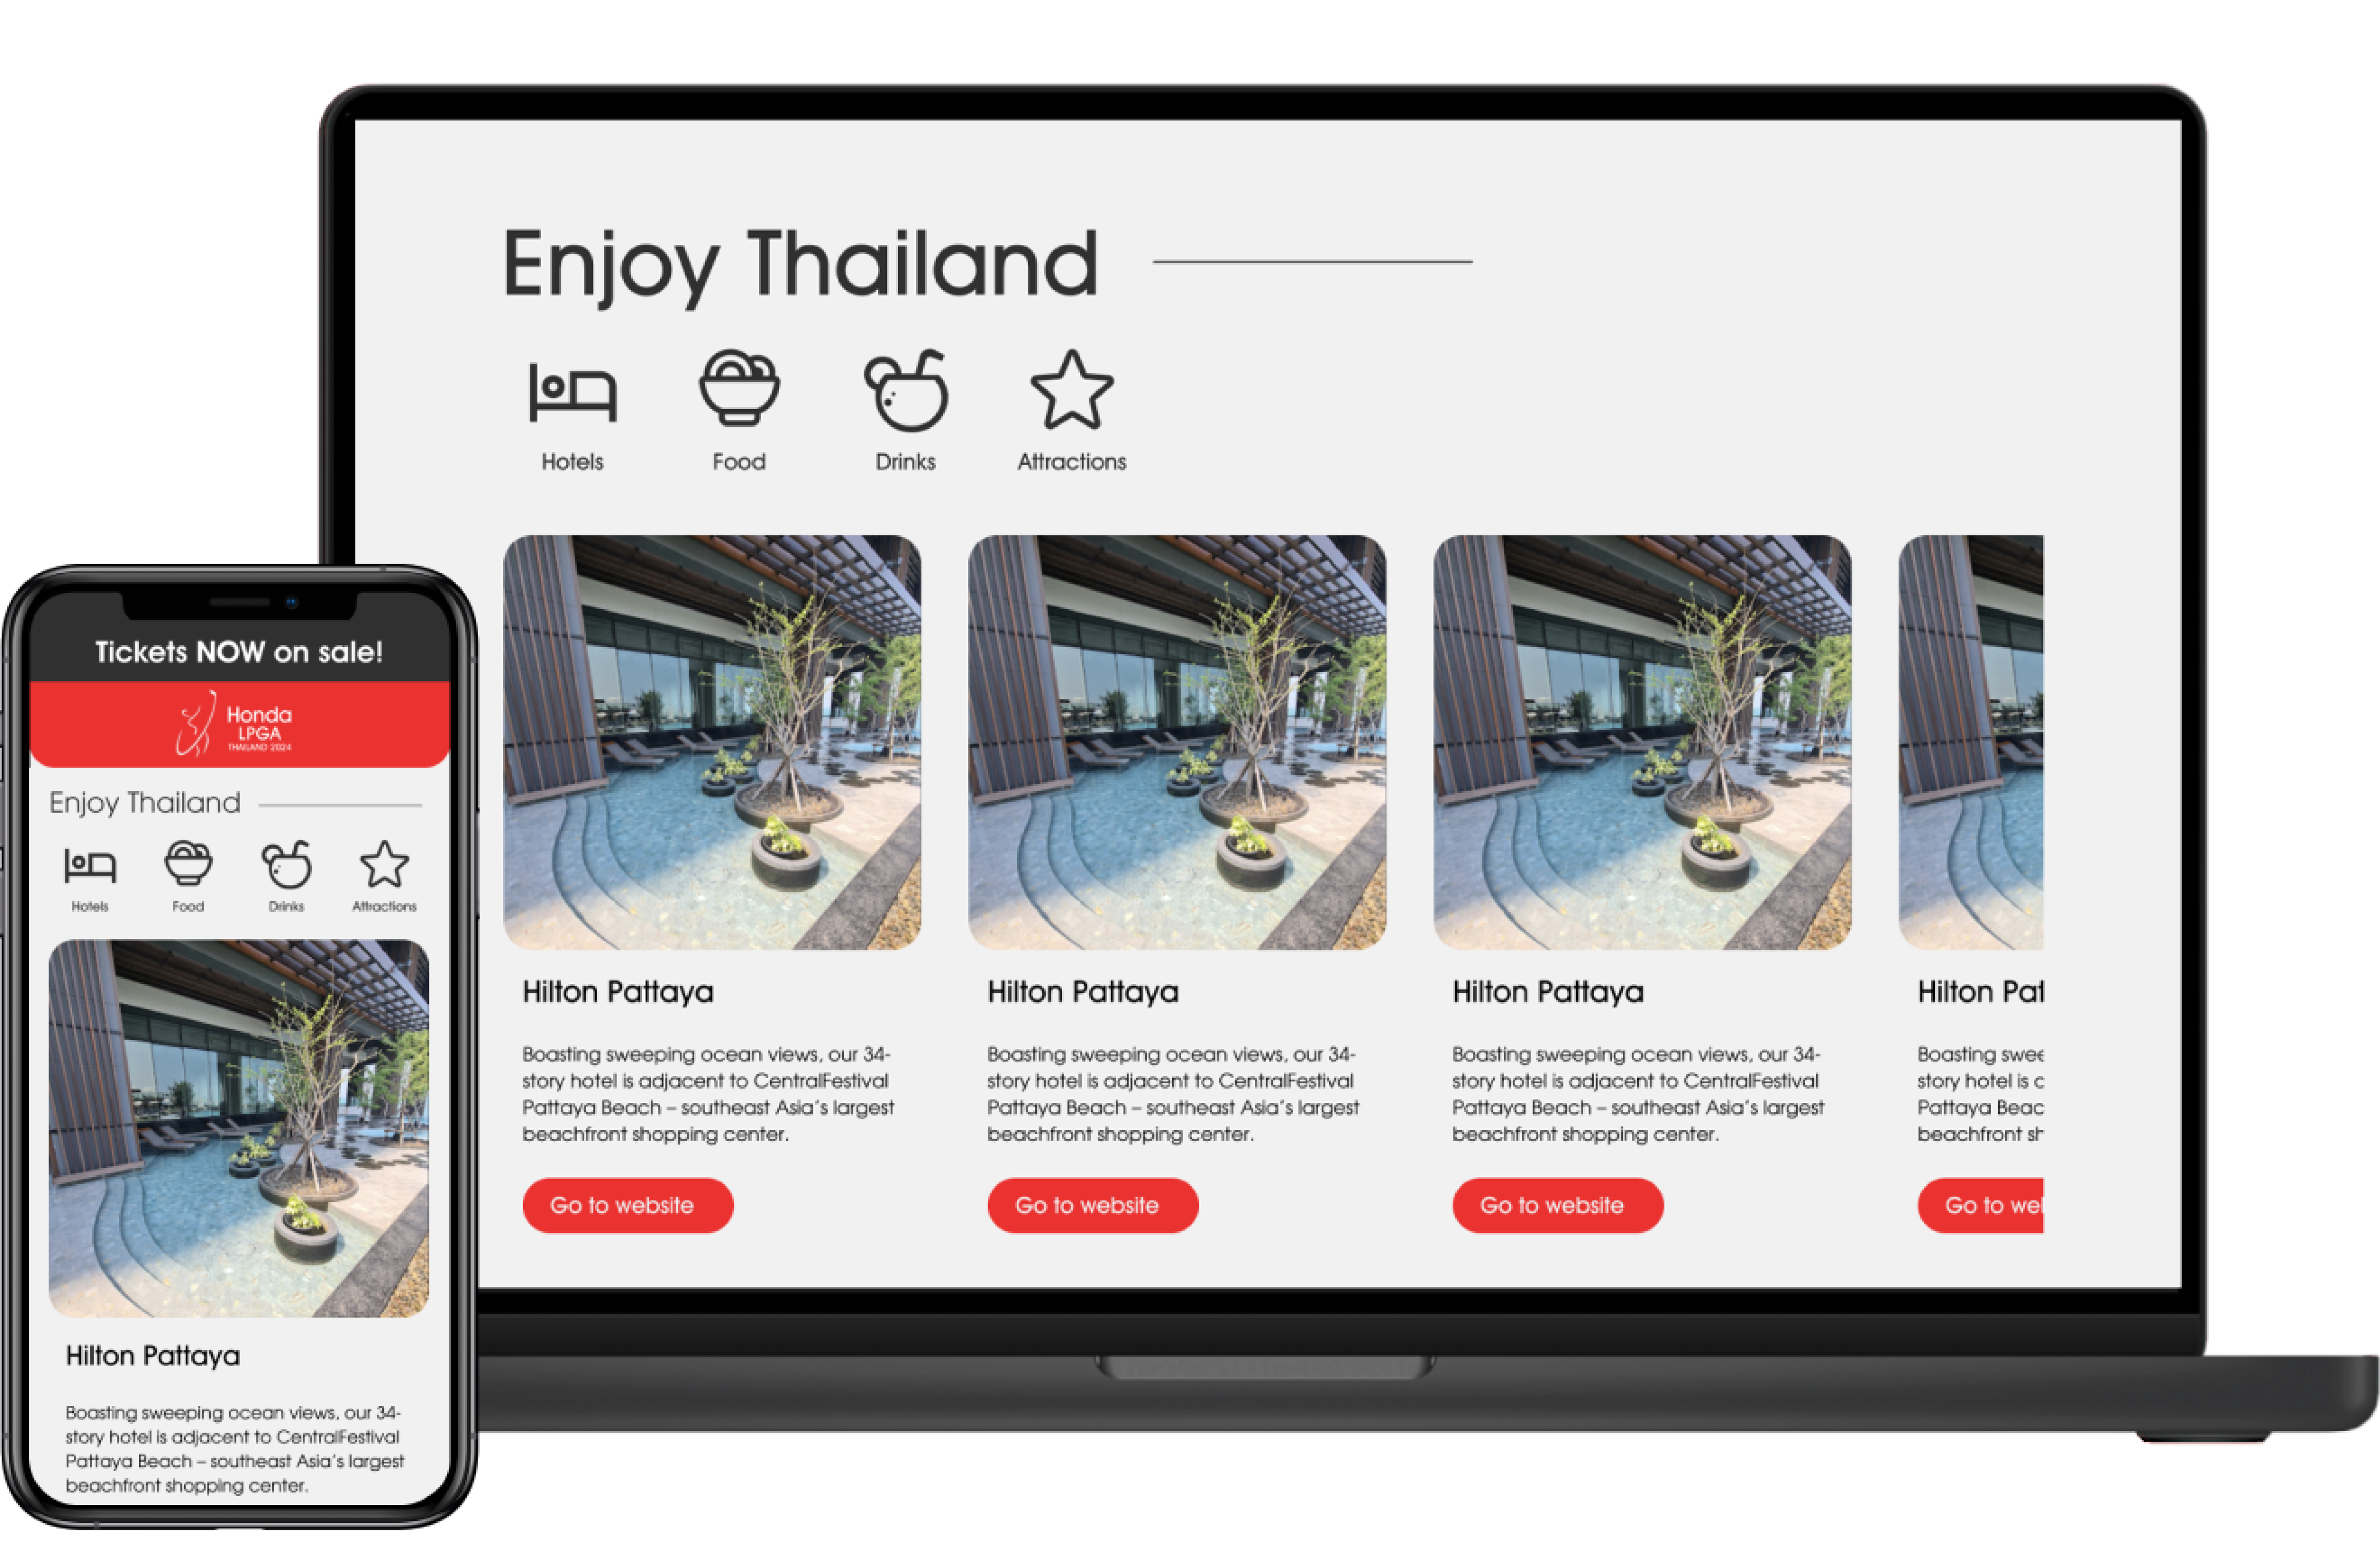 Enjoy Thailand
Hotels
Food
Drinks
Attractions
Hilton Pattaya
Boasting sweeping ocean views, our 34-
story hotel is adjacent to CentralFestival
Pattaya Beach – southeast Asia's largest
beachfront shopping center.
Go to website
Hilton Pattaya
Boasting sweeping ocean views, our 34-
story hotel is adjacent to CentralFestival
Pattaya Beach – southeast Asia's largest
beachfront shopping center.
Go to website
Hilton Pattaya
Boasting sweeping ocean views, our 34-
story hotel is adjacent to CentralFestival
Pattaya Beach – southeast Asia's largest
beachfront shopping center.
Go to website
Hilton Pat
Boasting swee
story hotel is c
Pattaya Beac
beachfront sh
Go to wel
Tickets NOW on sale!
Honda
LPGA
THAILAND 2024
Enjoy Thailand
Hotels
Food
Drinks
Attractions
Hilton Pattaya
Boasting sweeping ocean views, our 34-
story hotel is adjacent to CentralFestival
Pattaya Beach – southeast Asia's largest
beachfront shopping center.